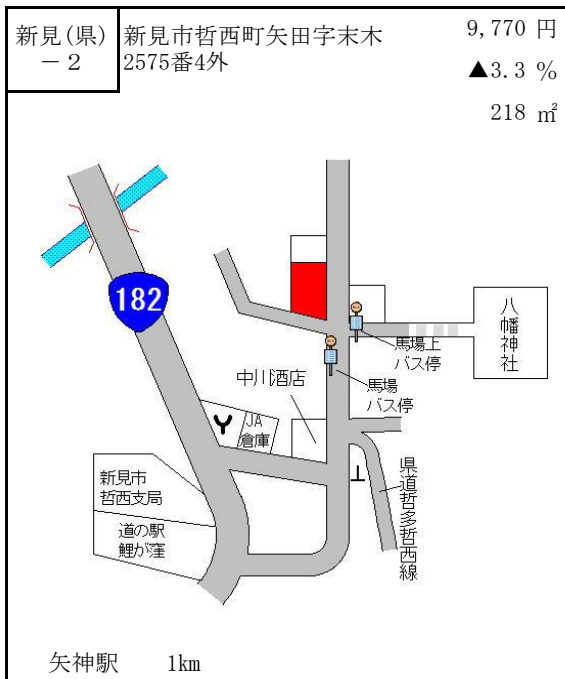 新見(県)
－２
新見市哲西町矢田字末木
2575番4外
9,770 円
▲3.3 %
218 ㎡
182
八幡神社
馬場上
バス停
馬場
バス停
中川酒店
JA
倉庫
新見市
哲西支局
道の駅
鯉が窪
県道哲多哲西線
矢神駅 1km